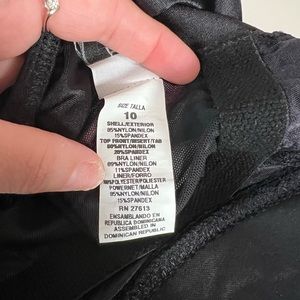 SIZE TALLA
10
SHELL/EXTERIOR
85%NYLON/NILON
15%SPANDEX
TOP FRONT/INSERT/TAB
80%NYLON/NILON
20%SPANDEX
BRA LINER
89%NYLON/NILON
11%SPANDEX
LINER/FORRO
POLYESTER/POLIESTER
POWERNET/MALLA
85%NYLON/NILON
15%SPANDEX
RN 27613
ENSAMBLANDO EN
REPUBLICA DOMINICANA
ASSEMBLED IN
DOMINICAN REPUBLIC